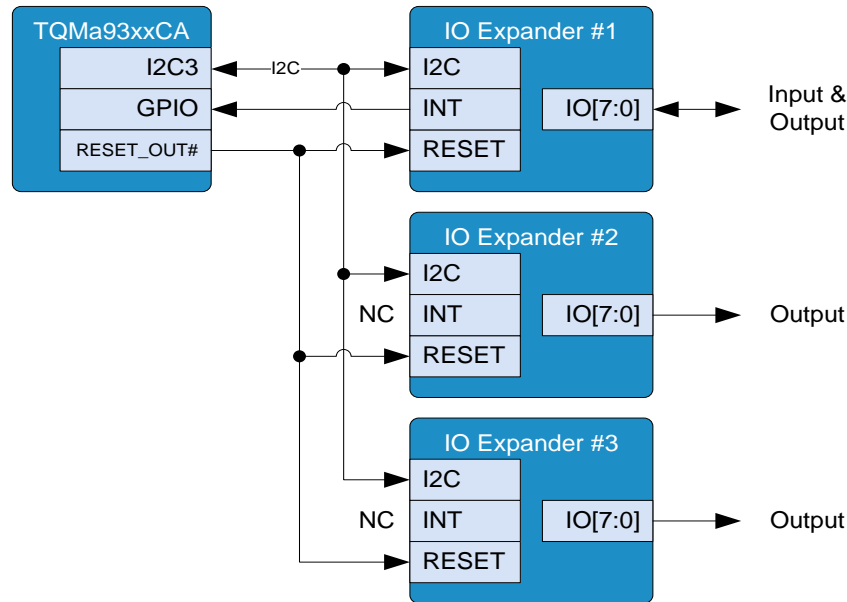 TQMa93xxCA
I2C3
GPIO
RESET_OUT#
I2C
IO Expander #1
I2C
INT
RESET
IO[7:0]
Input &
Output
IO Expander #2
I2C
NC
INT
RESET
IO[7:0]
Output
IO Expander #3
I2C
NC
INT
RESET
IO[7:0]
Output